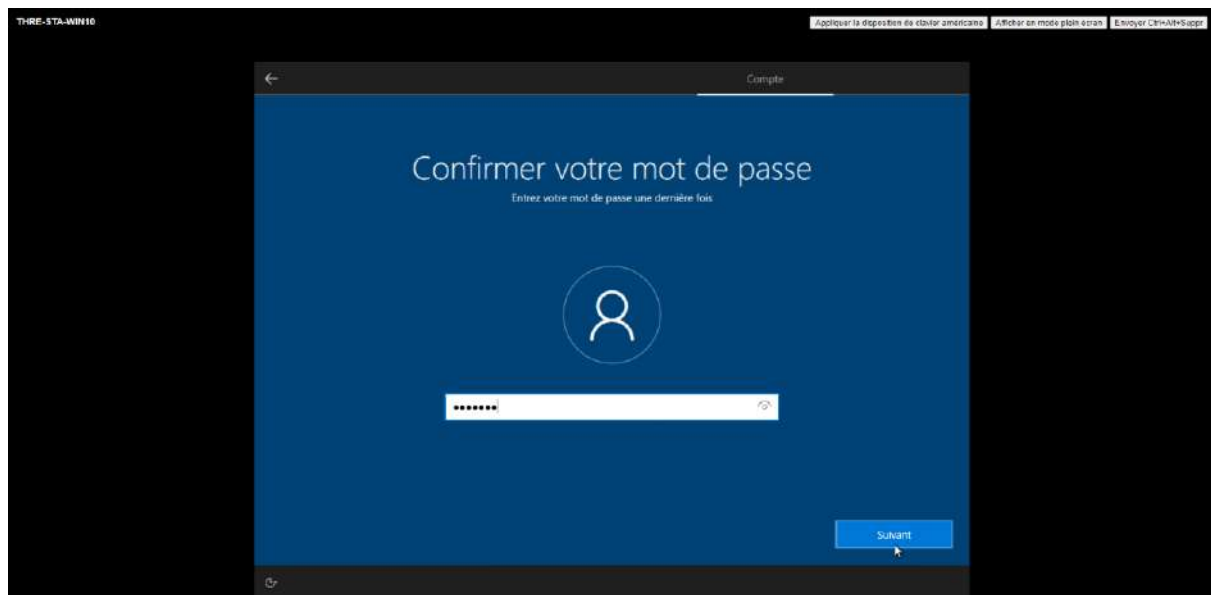 THRE-STA-WIN10
Appliquer la disposition de clavier américaine Afficher en mode plein écran Envoyer Ctrl+Alt+Suppr
Compte
Confirmer votre mot de passe
Entrez votre mot de passe une dernière fois
•••••••
Suivant